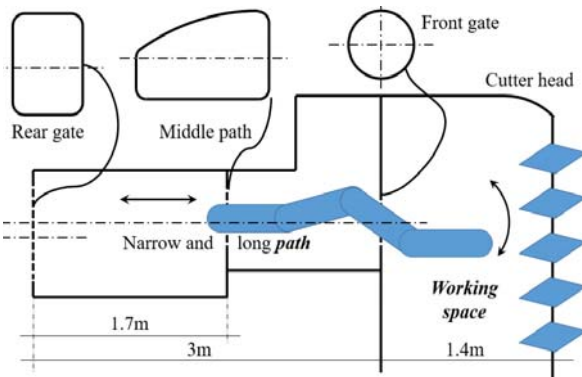 Front gate
Cutter head
Rear gate
Middle path
Narrow and long path
Working
space
1.7m
3m
1.4m